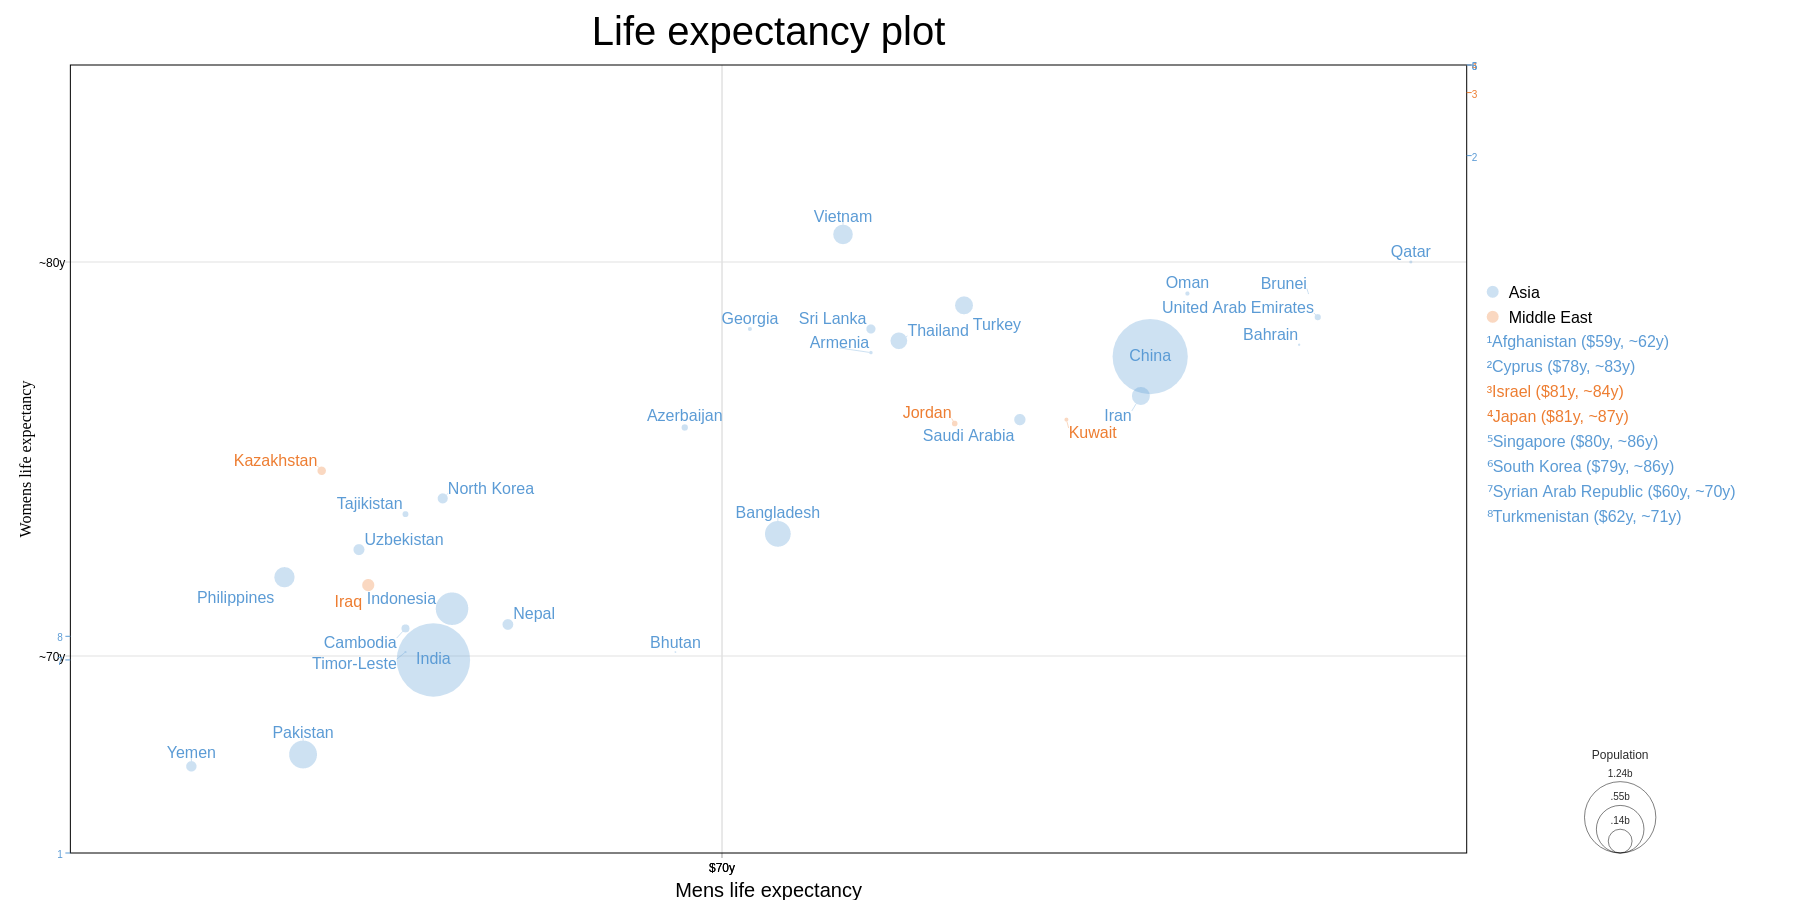 Life expectancy plot
3
2
Vietnam
~80y
Qatar
Oman
Brunei
Asia
United Arab Emirates
Middle East
Georgia
Sri Lanka
Turkey
Thailand
Armenia
Bahrain
¹Afghanistan ($59y, ~62y)
China
²Cyprus ($78y, ~83y)
³Israel ($81y, ~84y)
Azerbaijan
Jordan
Iran
⁴Japan ($81y, ~87y)
Saudi Arabia
Kuwait
⁵Singapore ($80y, ~86y)
Womens life expectancy
Kazakhstan
⁶South Korea ($79y, ~86y)
North Korea
⁷Syrian Arab Republic ($60y, ~70y)
Tajikistan
Bangladesh
⁸Turkmenistan ($62y, ~71y)
Uzbekistan
Philippines
Iraq
Indonesia
Nepal
8
Cambodia
Bhutan
~70y
Timor-Leste
India
Pakistan
Yemen
Population
1.24b
.55b
.14b
1
$70y
Mens life expectancy